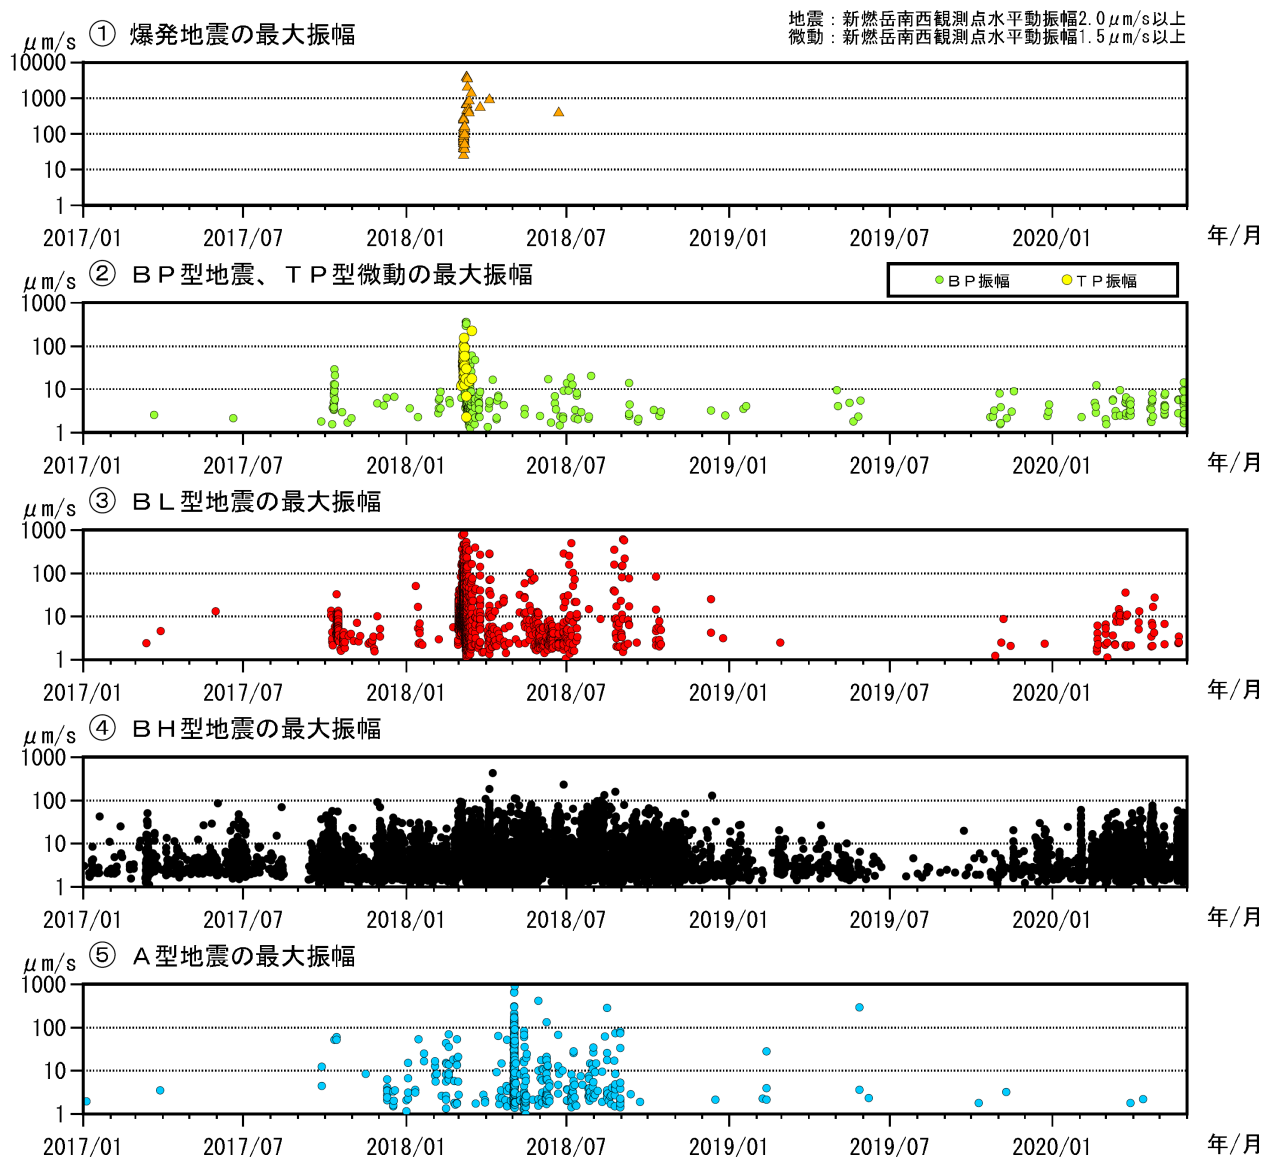 地震：新燃岳南西観測点水平動振幅2.0μm/s以上
微動：新燃岳南西観測点水平動振幅1.5μm/s以上
μm/s ① 爆発地震の最大振幅
10000
1000
100
10
1
2017/01 2017/07 2018/01 2018/07 2019/01 2019/07 2020/01 年/月
μm/s ② ＢＰ型地震、ＴＰ型微動の最大振幅
ＢＰ振幅 ＴＰ振幅
1000
100
10
1
2017/01 2017/07 2018/01 2018/07 2019/01 2019/07 2020/01 年/月
μm/s ③ ＢＬ型地震の最大振幅
1000
100
10
1
2017/01 2017/07 2018/01 2018/07 2019/01 2019/07 2020/01 年/月
μm/s ④ ＢＨ型地震の最大振幅
1000
100
10
1
2017/01 2017/07 2018/01 2018/07 2019/01 2019/07 2020/01 年/月
μm/s ⑤ Ａ型地震の最大振幅
1000
100
10
1
2017/01 2017/07 2018/01 2018/07 2019/01 2019/07 2020/01 年/月